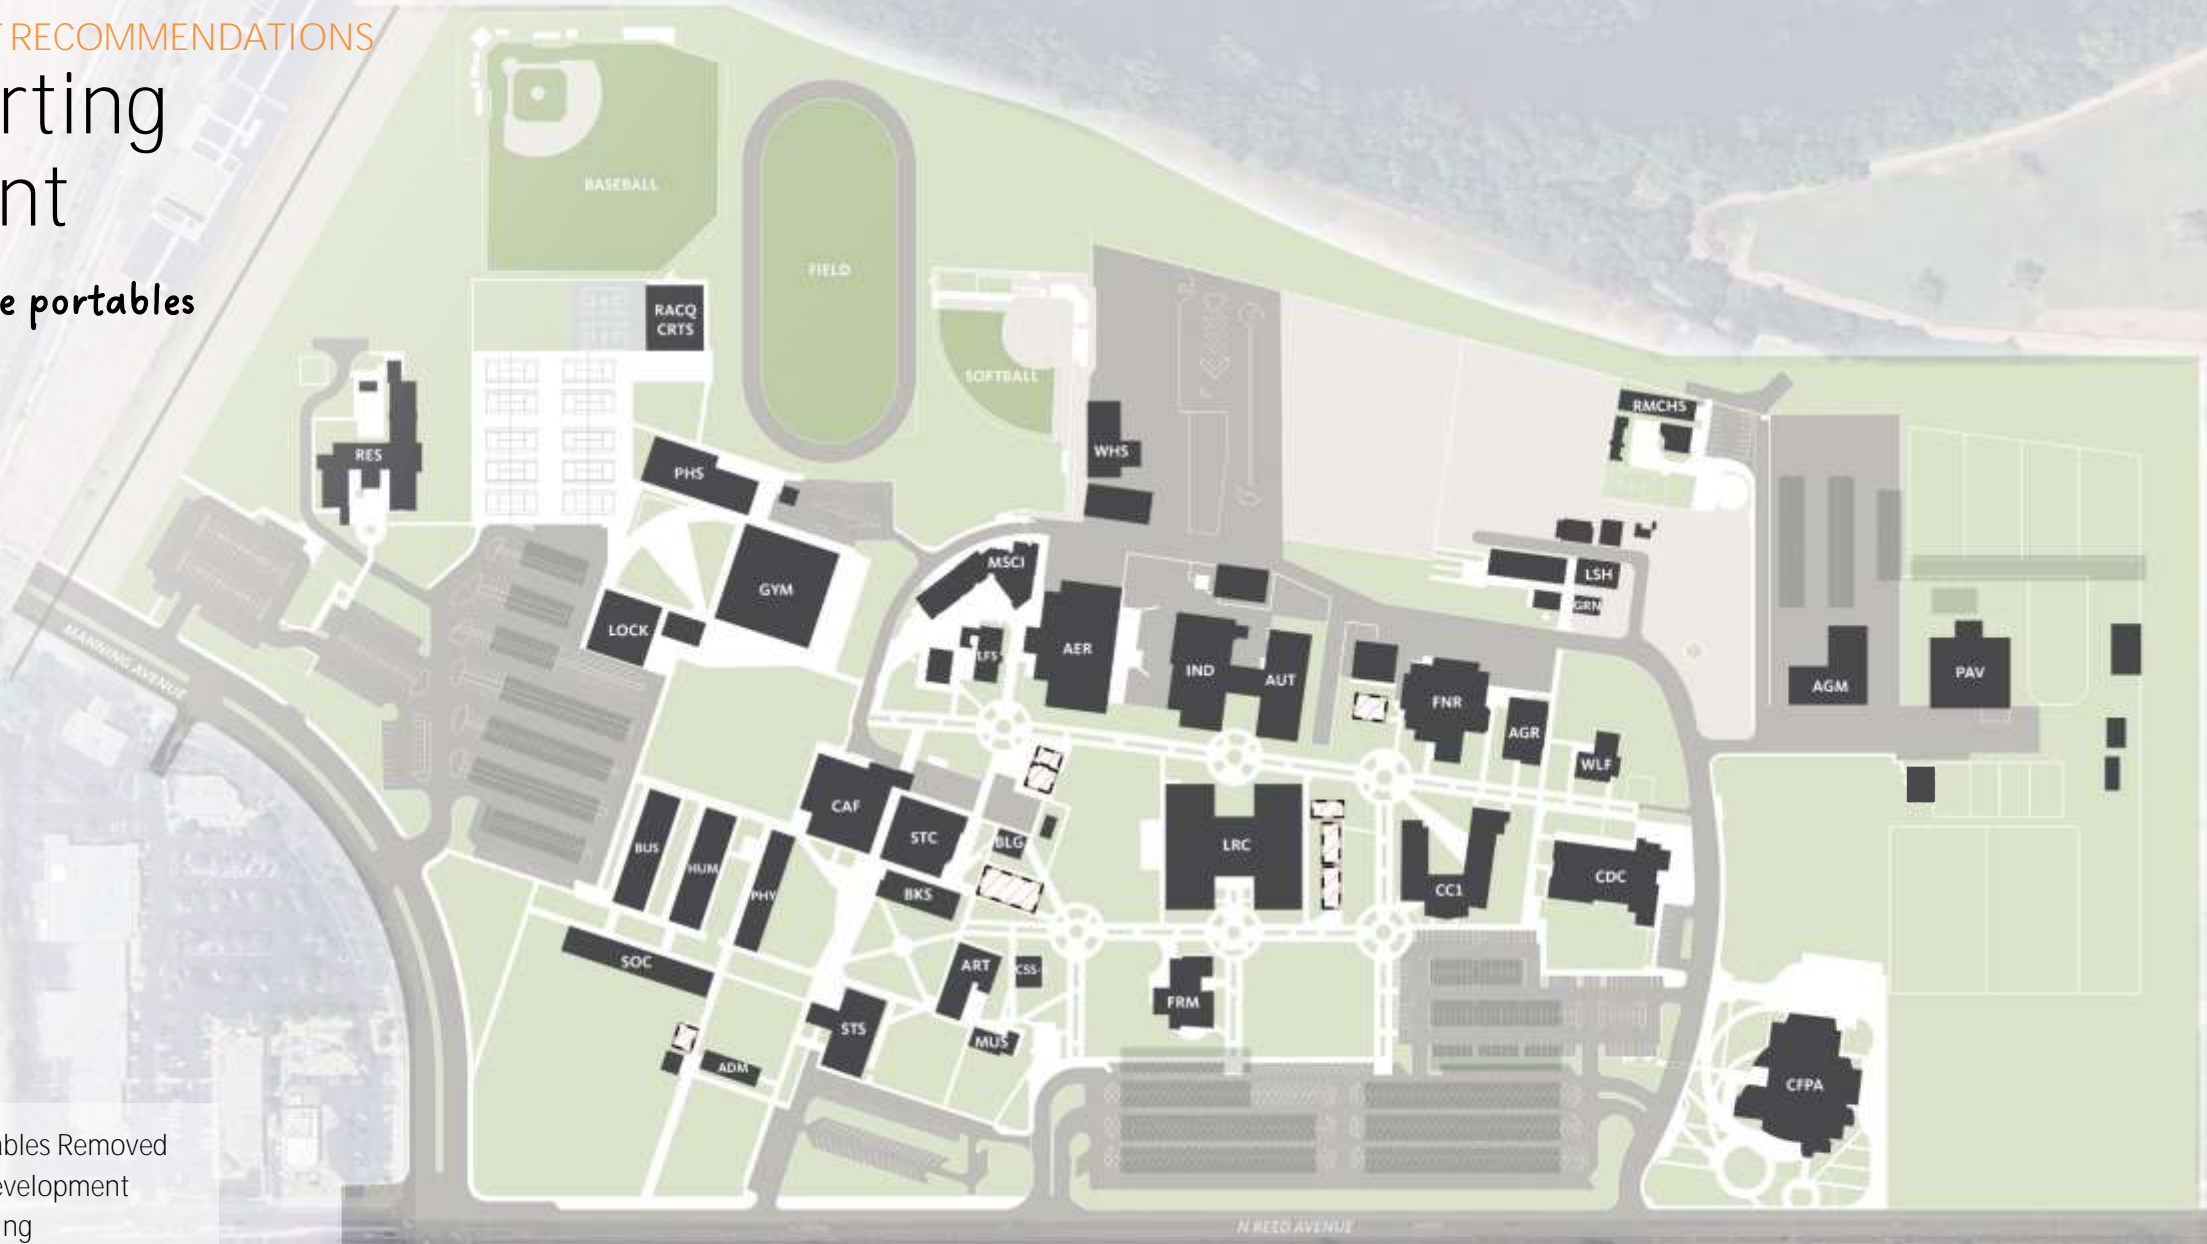 RECOMMENDATIONS
rting
nt
e portables
BASEBALL
FIELD
RACQ
CRTS
SOFTBALL
RMCHS
WHS
RES
PHS
MSCI
LSH
GYM
GRN
LOCK
MANNING AVENUE
LFS
AER
IND
AUT
FNR
AGR
AGM
PAV
WLF
CAF
STC
BLG
BUS
HUM
PHY
LRC
BKS
CC1
CDC
SOC
ART
CSS
FRM
STS
MUS
ADM
CFPA
ables Removed
evelopment
ng
N REED AVENUE